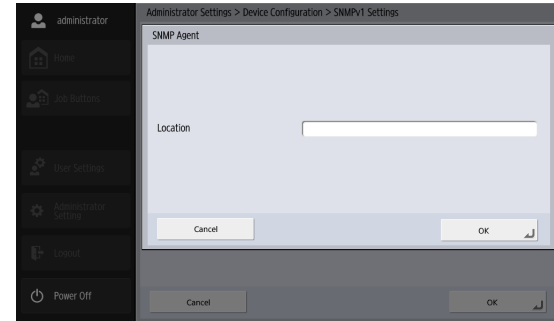 administrator
Home
Job Buttons
User Settings
Administrator
Setting
Logout
Power Off
Administrator Settings > Device Configuration > SNMPv1 Settings
SNMP Agent
Location
Cancel
OK
Cancel
OK